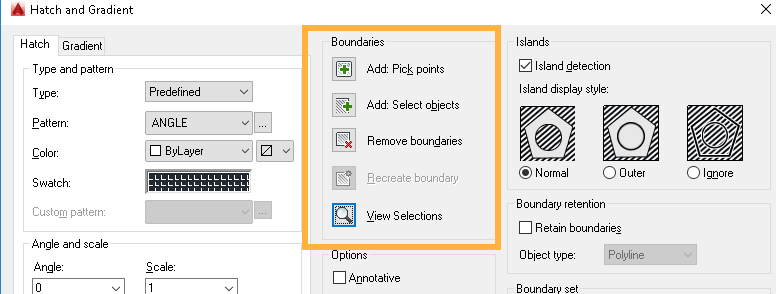 Hatch and Gradient
Hatch
Gradient
Type and pattern
Type:
Predefined
Pattern:
ANGLE
...
Color:
ByLayer
Swatch:
Custom pattern:
...
Angle and scale
Angle:
Scale:
0
1
Boundaries
Add: Pick points
Add: Select objects
Remove boundaries
Recreate boundary
View Selections
Options
Annotative
Islands
Island detection
Island display style:
Normal
Outer
Ignore
Boundary retention
Retain boundaries
Object type:
Polyline
Boundary set